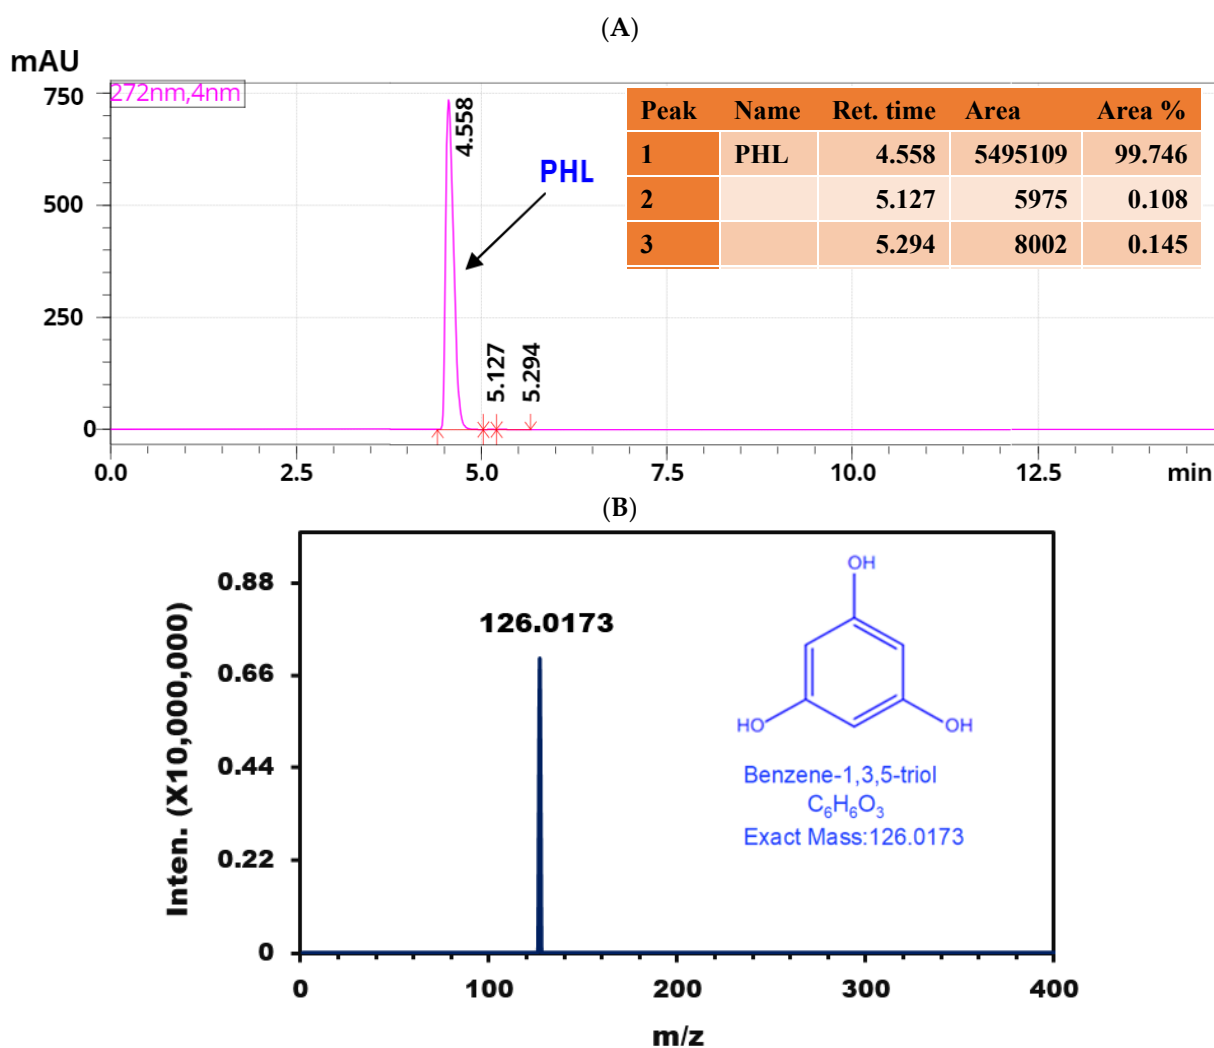 (A)
mAU
272nm,4nm
750
500
250
0
4.558
PHL
5.127
5.294
Peak Name Ret. time Area Area %
1 PHL 4.558 5495109 99.746
2 5.127 5975 0.108
3 5.294 8002 0.145
0.0 2.5 5.0 7.5 10.0 12.5 min
(B)
Inten. (X10,000,000)
0.88
0.66
0.44
0.22
0
126.0173
OH
HO
OH
Benzene-1,3,5-triol
C₆H₆O₃
Exact Mass:126.0173
0 100 200 300 400
m/z